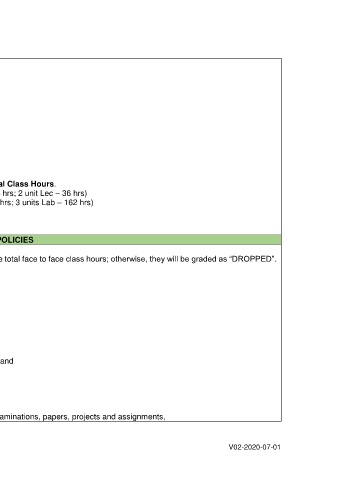 al Class Hours.
hrs; 2 unit Lec – 36 hrs)
hrs; 3 units Lab – 162 hrs)
POLICIES
e total face to face class hours; otherwise, they will be graded as “DROPPED”.
and
aminations, papers, projects and assignments,
V02-2020-07-01